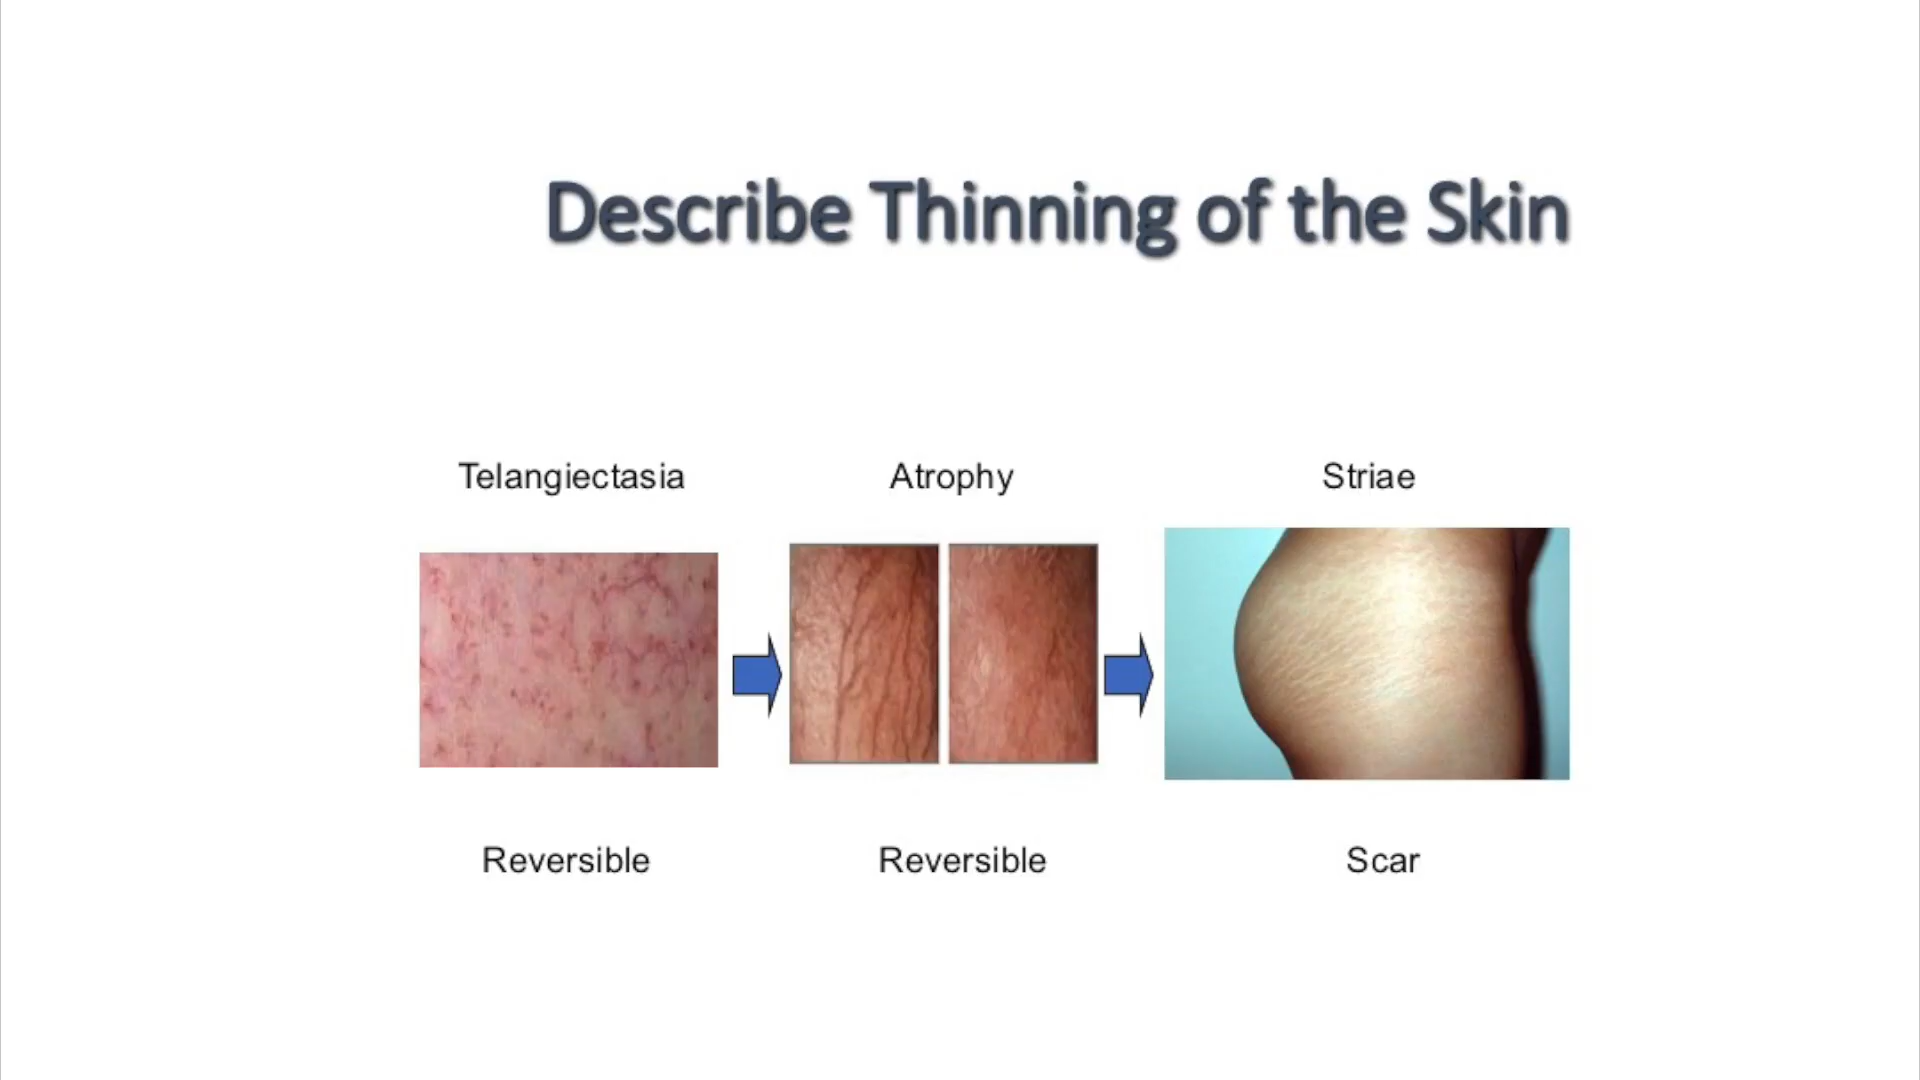 Describe Thinning of the Skin
Telangiectasia
Atrophy
Striae
Reversible
Reversible
Scar